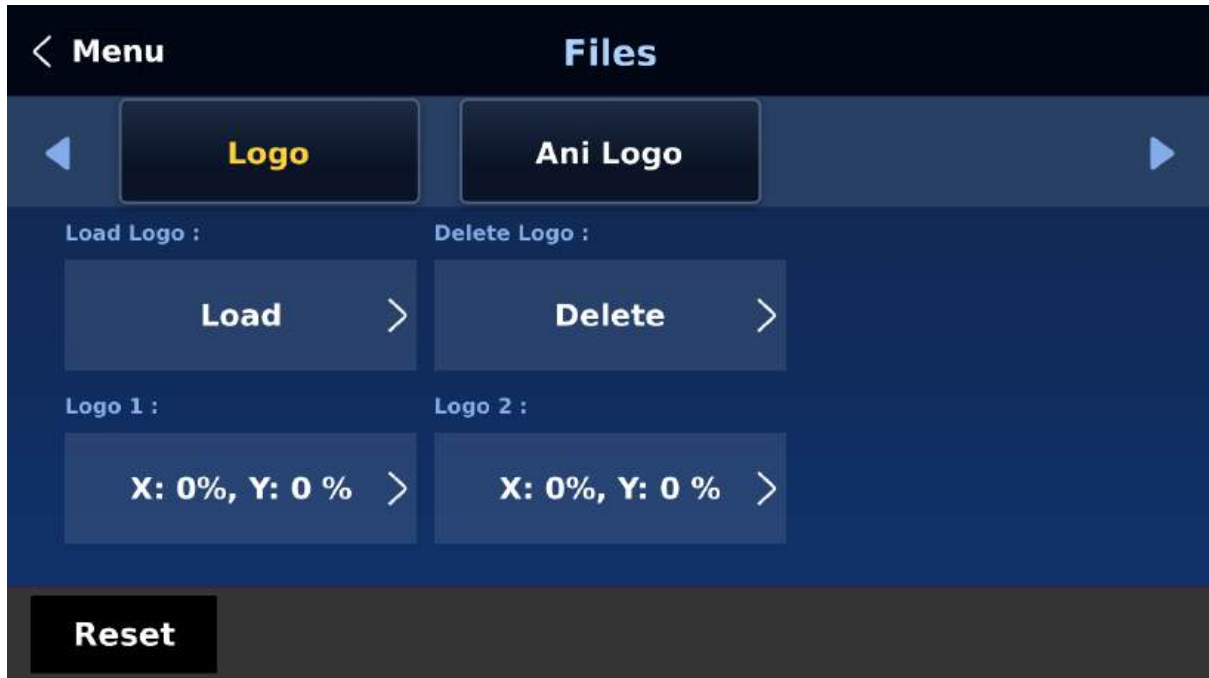 Menu
Files
Logo
Ani Logo
Load Logo :
Delete Logo :
Load
Delete
Logo 1 :
Logo 2 :
X: 0%, Y: 0 %
X: 0%, Y: 0 %
Reset